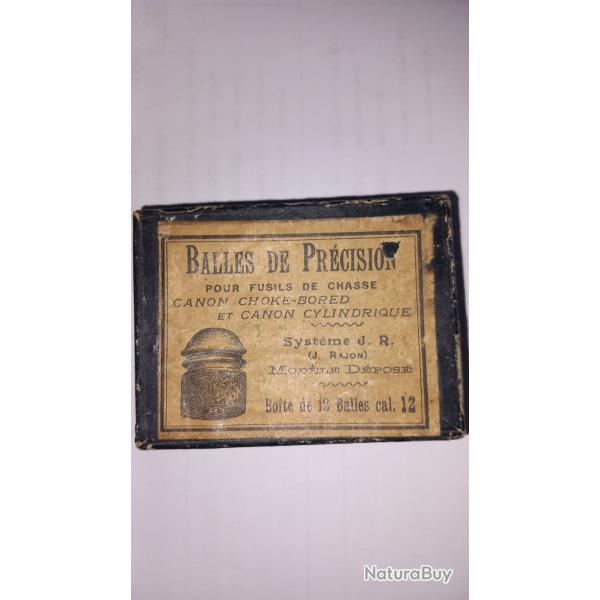 BALLES DE PRÉCISION
POUR FUSILS DE CHASSE
CANON CHOKE-BORED
ET CANON CYLINDRIQUE
Système J. R.
(J. RAJON)
MODÈLE DÉPOSÉ
Boîte de 12 Balles cal. 12
NaturaBuy